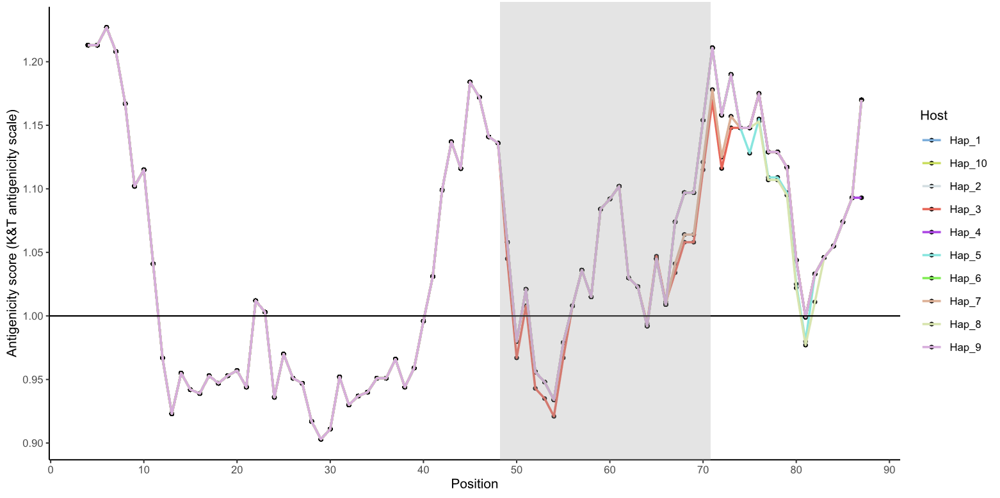 Antigenicity score (K&T antigenicity scale)
1.20
1.15
1.10
1.05
1.00
0.95
0.90
0
10
20
30
40
50
60
70
80
90
Position
Host
Hap_1
Hap_10
Hap_2
Hap_3
Hap_4
Hap_5
Hap_6
Hap_7
Hap_8
Hap_9